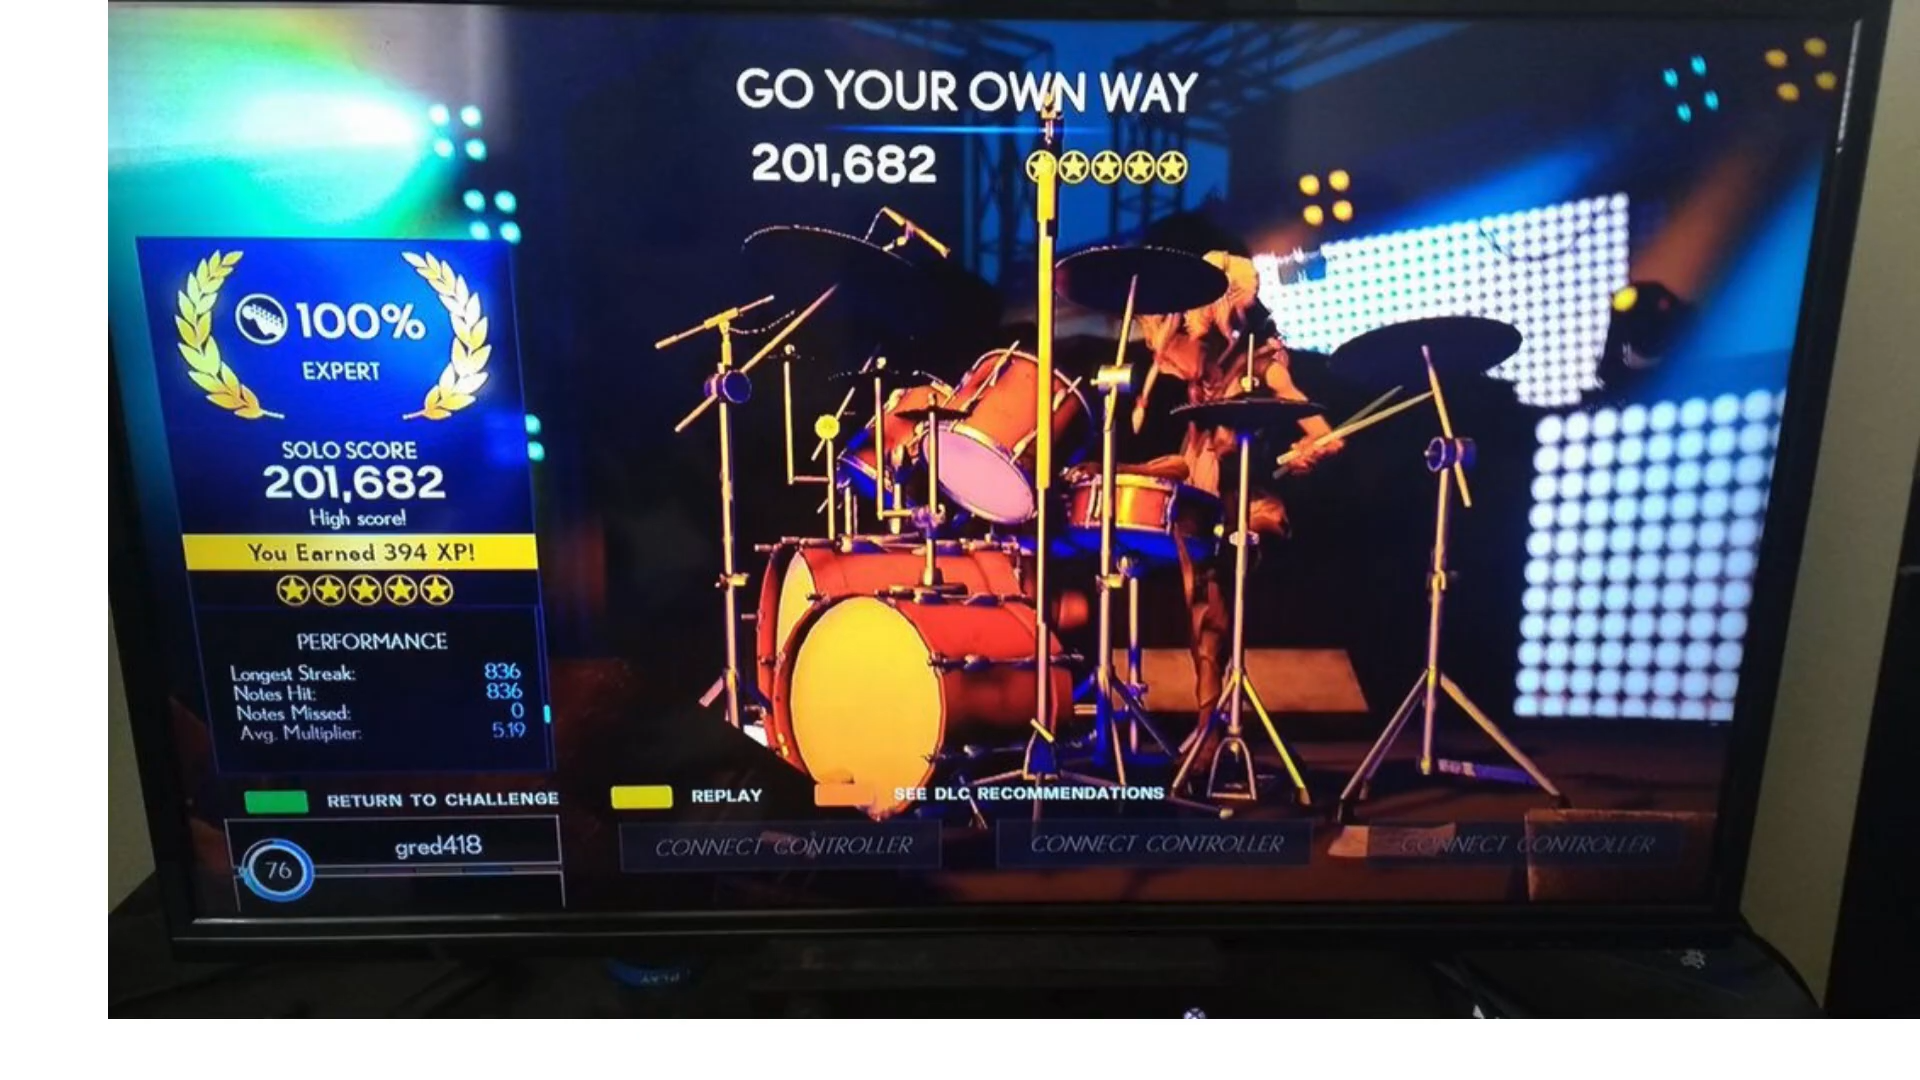 GO YOUR OWN WAY
201,682
100%
EXPERT
SOLO SCORE
201,682
High score!
You Earned 394 XP!
PERFORMANCE
Longest Streak: 836
Notes Hit: 836
Notes Missed: 0
Avg. Multiplier: 5.19
RETURN TO CHALLENGE REPLAY SEE DLC RECOMMENDATIONS
gred418
76
CONNECT CONTROLLER CONNECT CONTROLLER CONNECT CONTROLLER